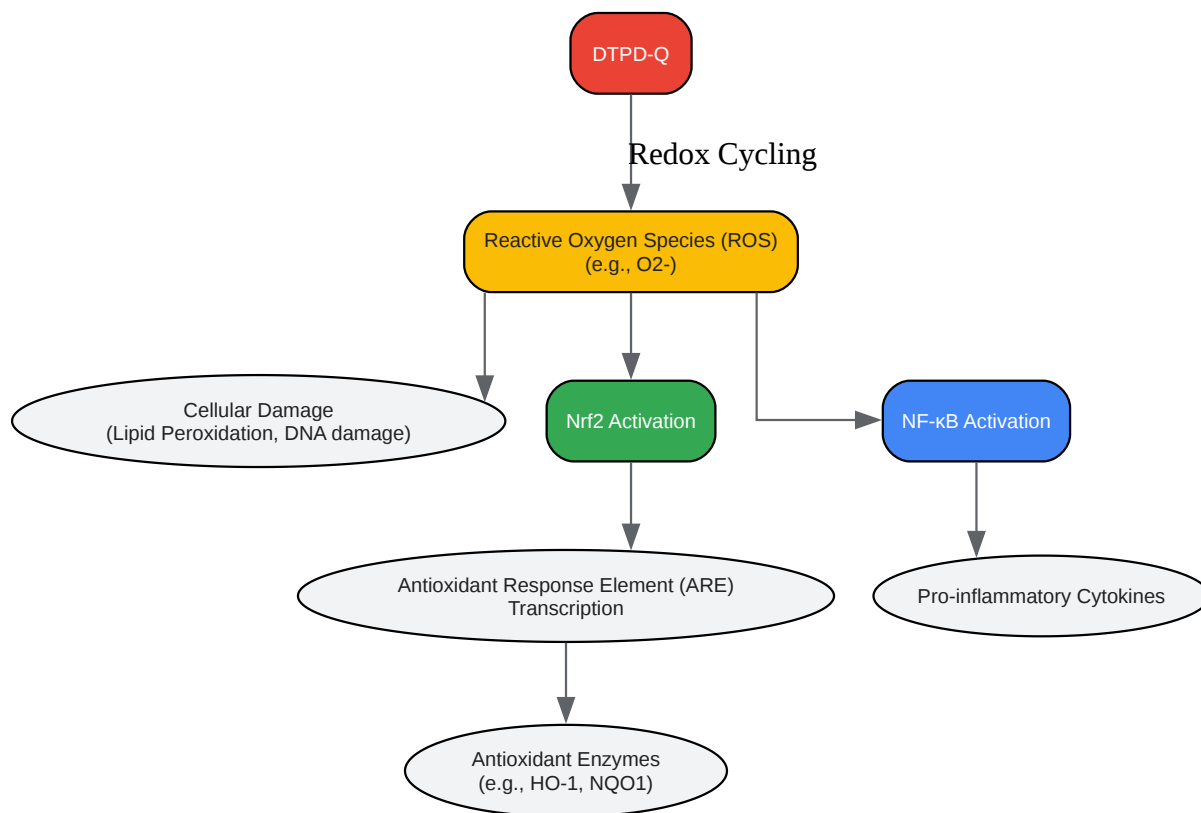 DTPD-Q
Redox Cycling
Reactive Oxygen Species (ROS)
(e.g., O2-)
Cellular Damage
(Lipid Peroxidation, DNA damage)
Nrf2 Activation
NF-κB Activation
Antioxidant Response Element (ARE)
Transcription
Pro-inflammatory Cytokines
Antioxidant Enzymes
(e.g., HO-1, NQO1)